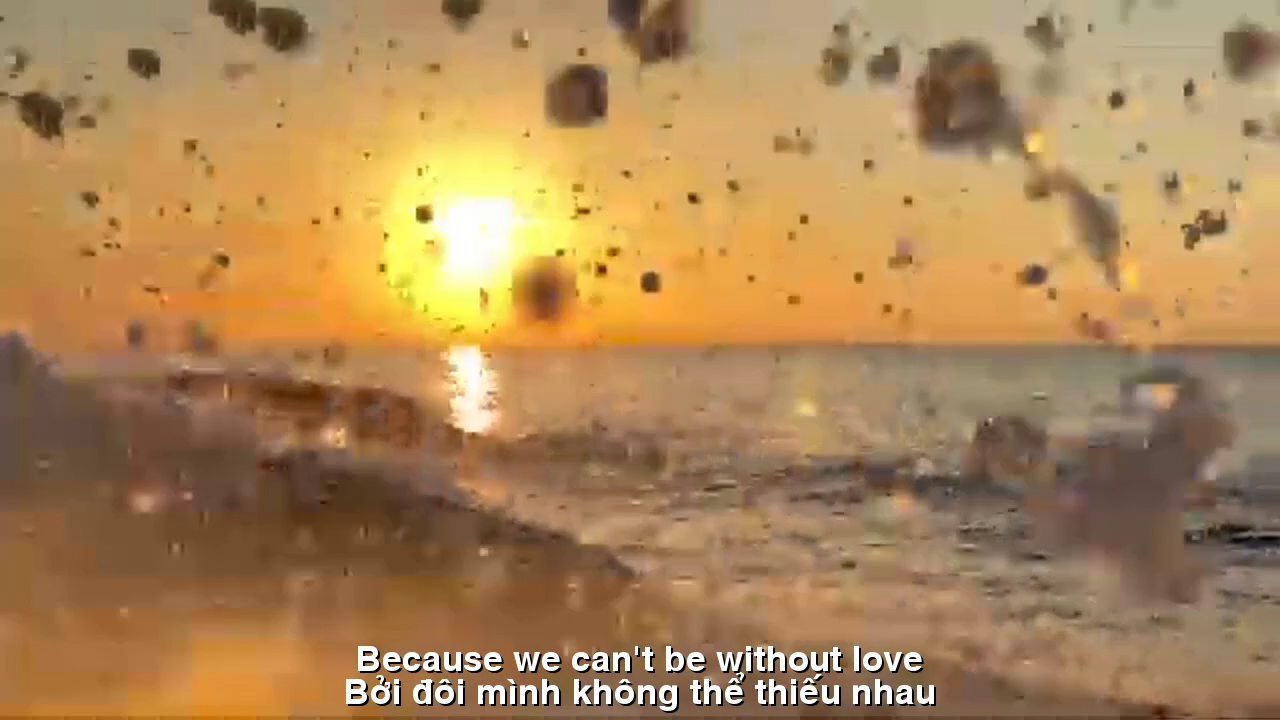 Because we can't be without love
Bởi đôi mình không thể thiếu nhau